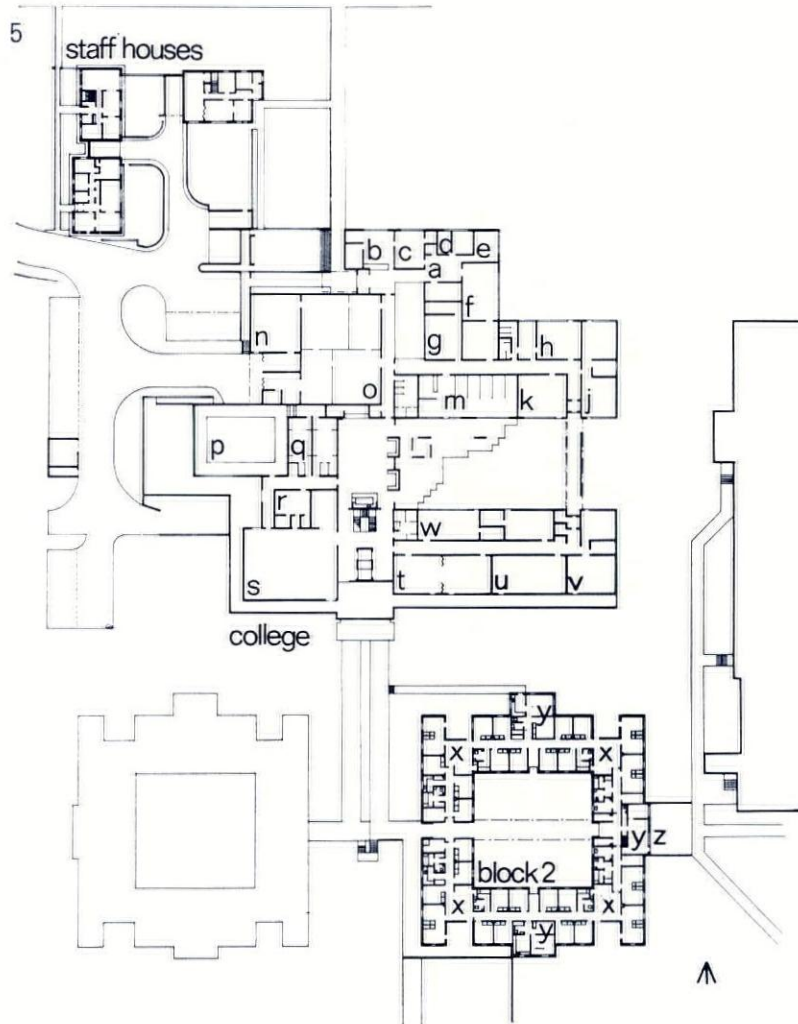 5
staff houses
b c d e
a
f
n
g h
o
m k j
p q
r
w
s t u v
college
y
x x
y z
block 2
x x
y